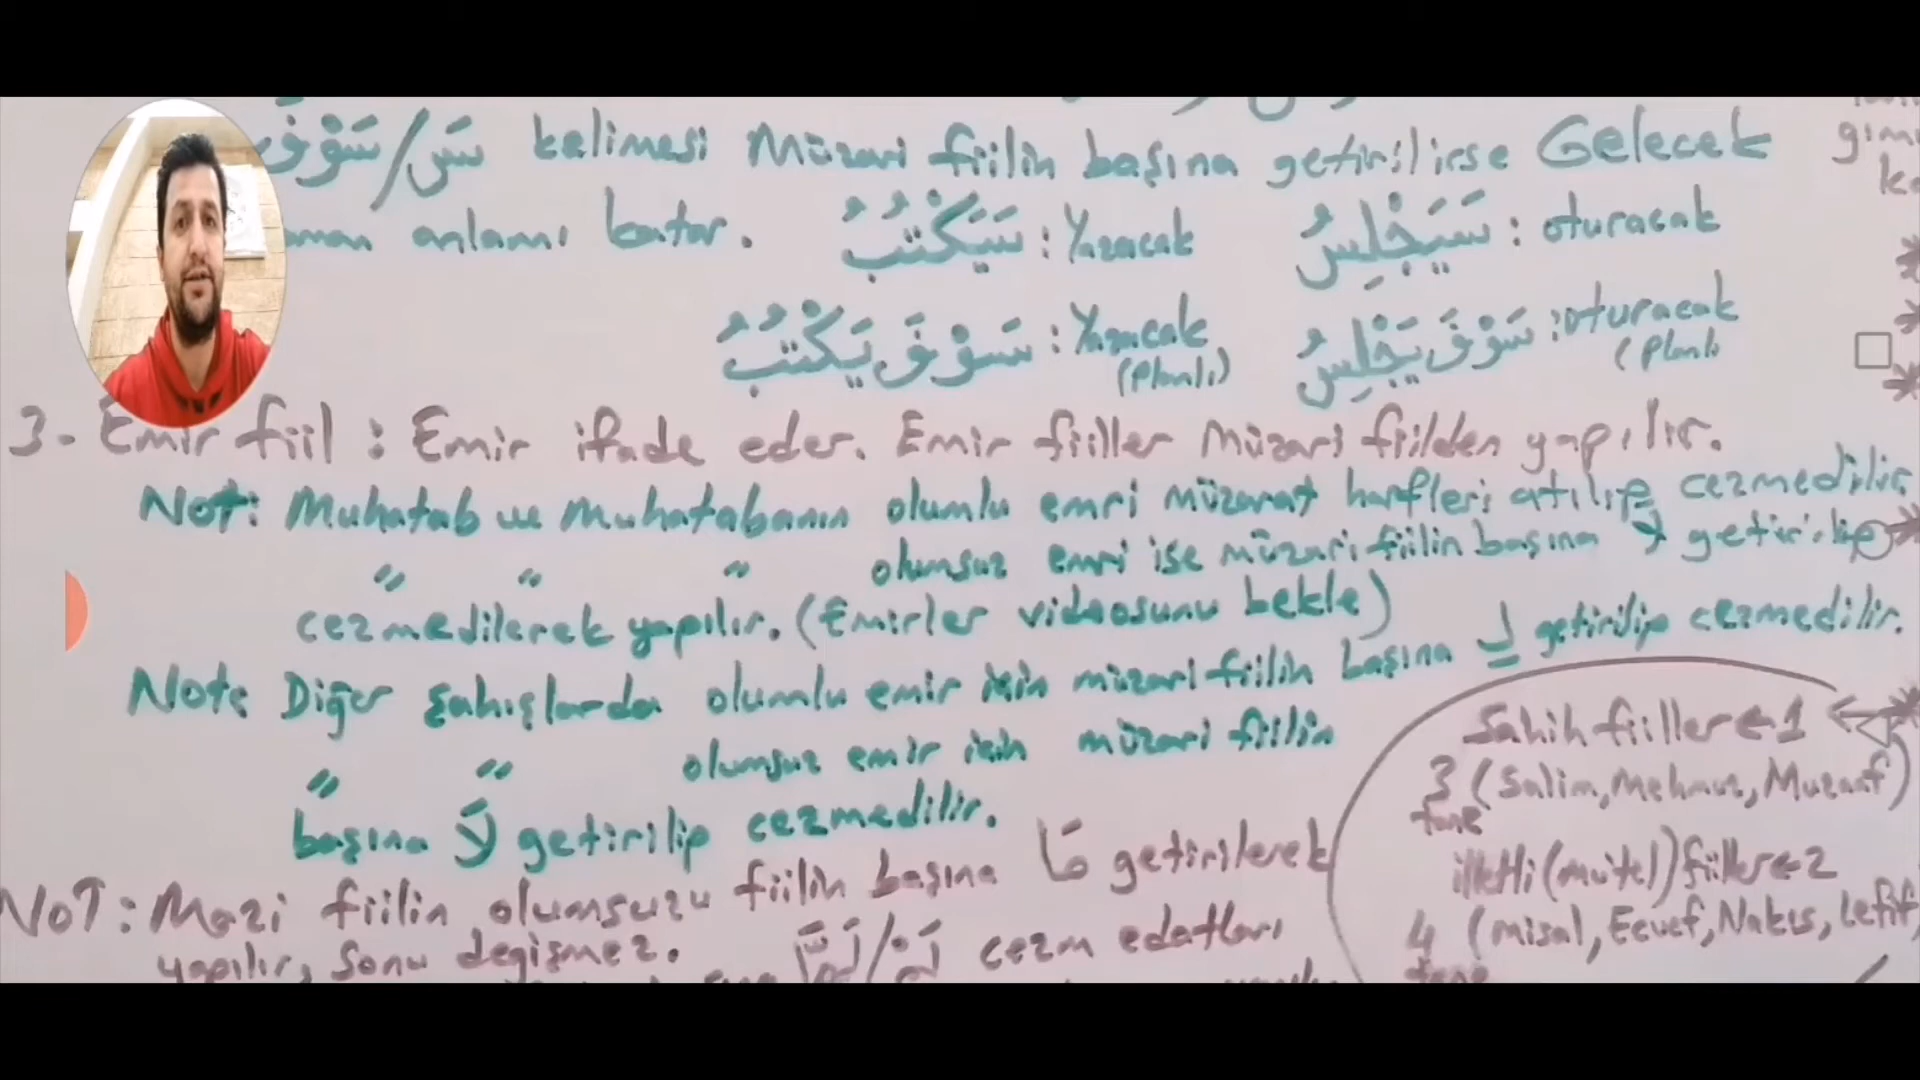 سَوْفَ/سَـ kelimesi Müzari fiilin başına getirilirse Gelecek
anlamı katar. سَيَكْتُبُ : Yazacak سَيَجْلِسُ : oturacak
سَوْفَ يَكْتُبُ : Yazacak (planlı) سَوْفَ يَجْلِسُ : oturacak (planlı
3- Emir fiil : Emir ifade eder. Emir fiiller Müzari fiilden yapılır.
Not: Muhatab ve Muhatabanın olumlu emri müzarat harfleri atılıp cezmedilir.
" " " olumsuz emri ise müzari fiilin başına getirilip
cezmedilerek yapılır. (Emirler videosunu bekle)
Not: Diğer şahışlarda olumlu emir için müzari fiilin başına لِـ getirilip cezmedilir.
" " olumsuz emir için müzari fiilin
başına لَا getirilip cezmedilir.
NOT: Mazi fiilin olumsuzu fiilin başına مَا getirilerek
yapılır, Sonu değişmez.
لَمَّا/لَمْ cezm edatları
Sahih fiiller←1
3 (Salim, Mehmuz, Muzaaf)
tane
illetli (mutel) fiiller←2
4 (misal, Ecvef, Nakıs, Lefif
tane